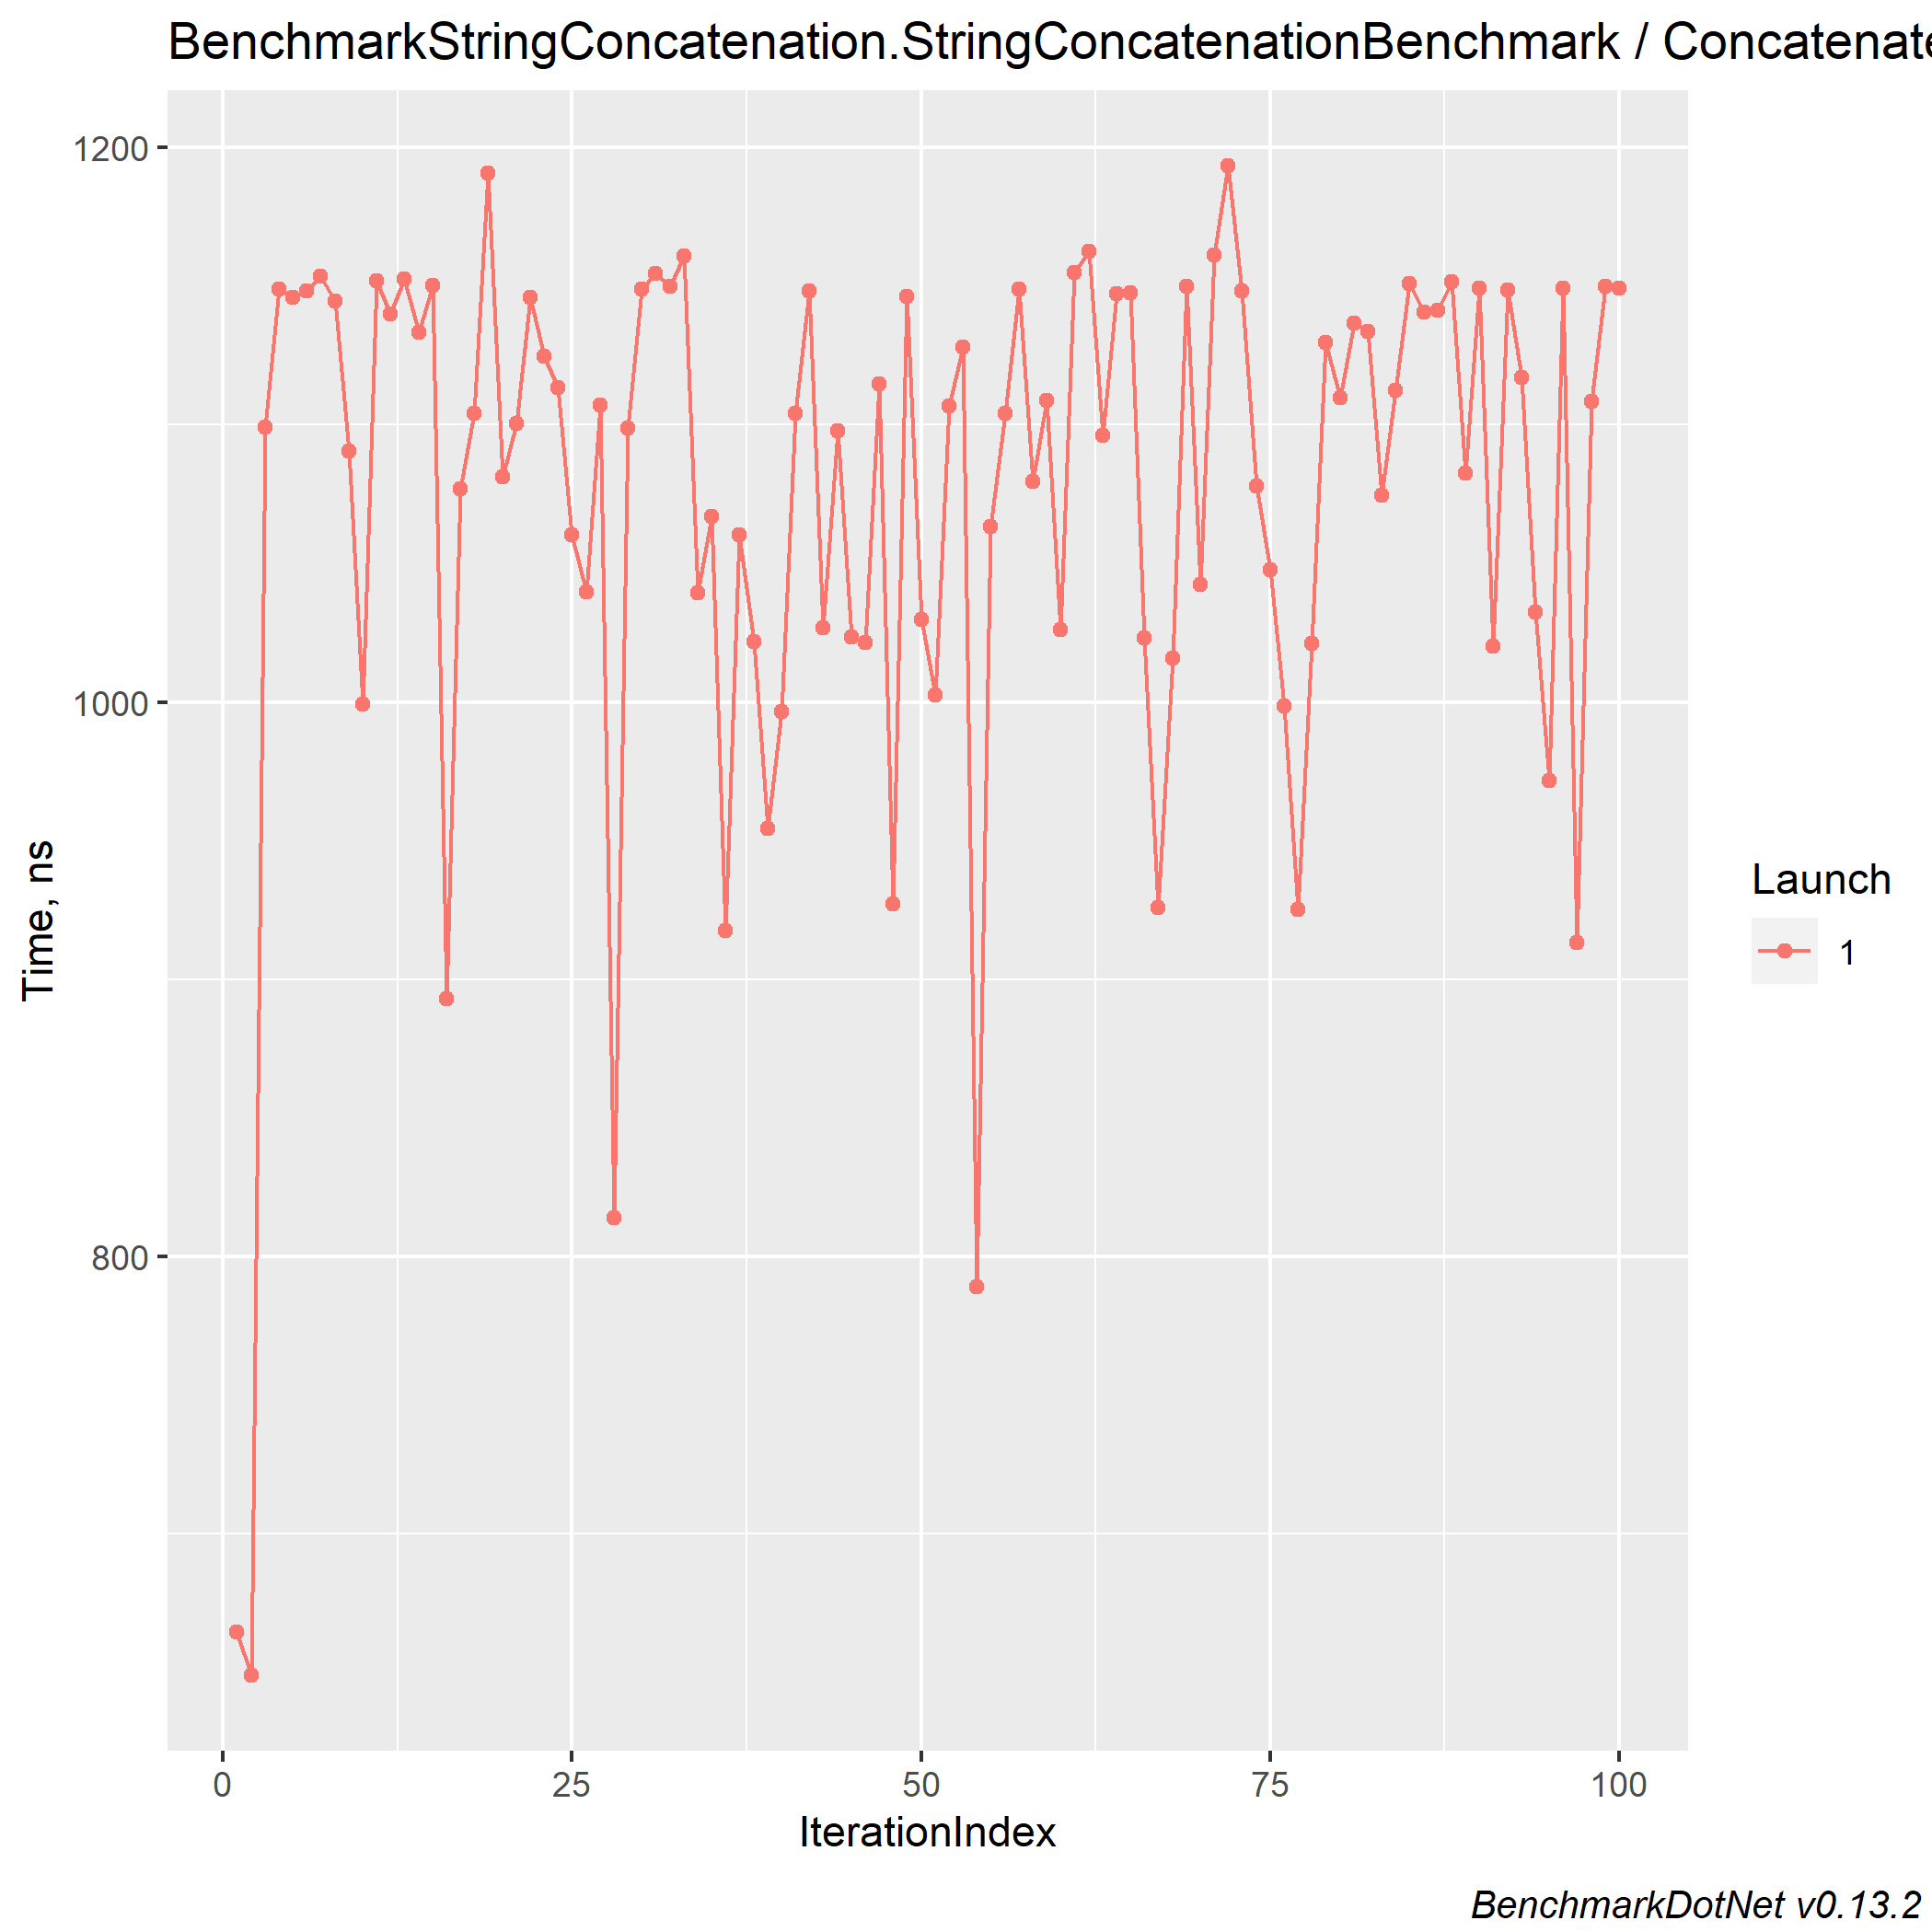 BenchmarkStringConcatenation.StringConcatenationBenchmark / Concatenate
1200
1000
800
Time, ns
0 25 50 75 100
IterationIndex
Launch
1
BenchmarkDotNet v0.13.2